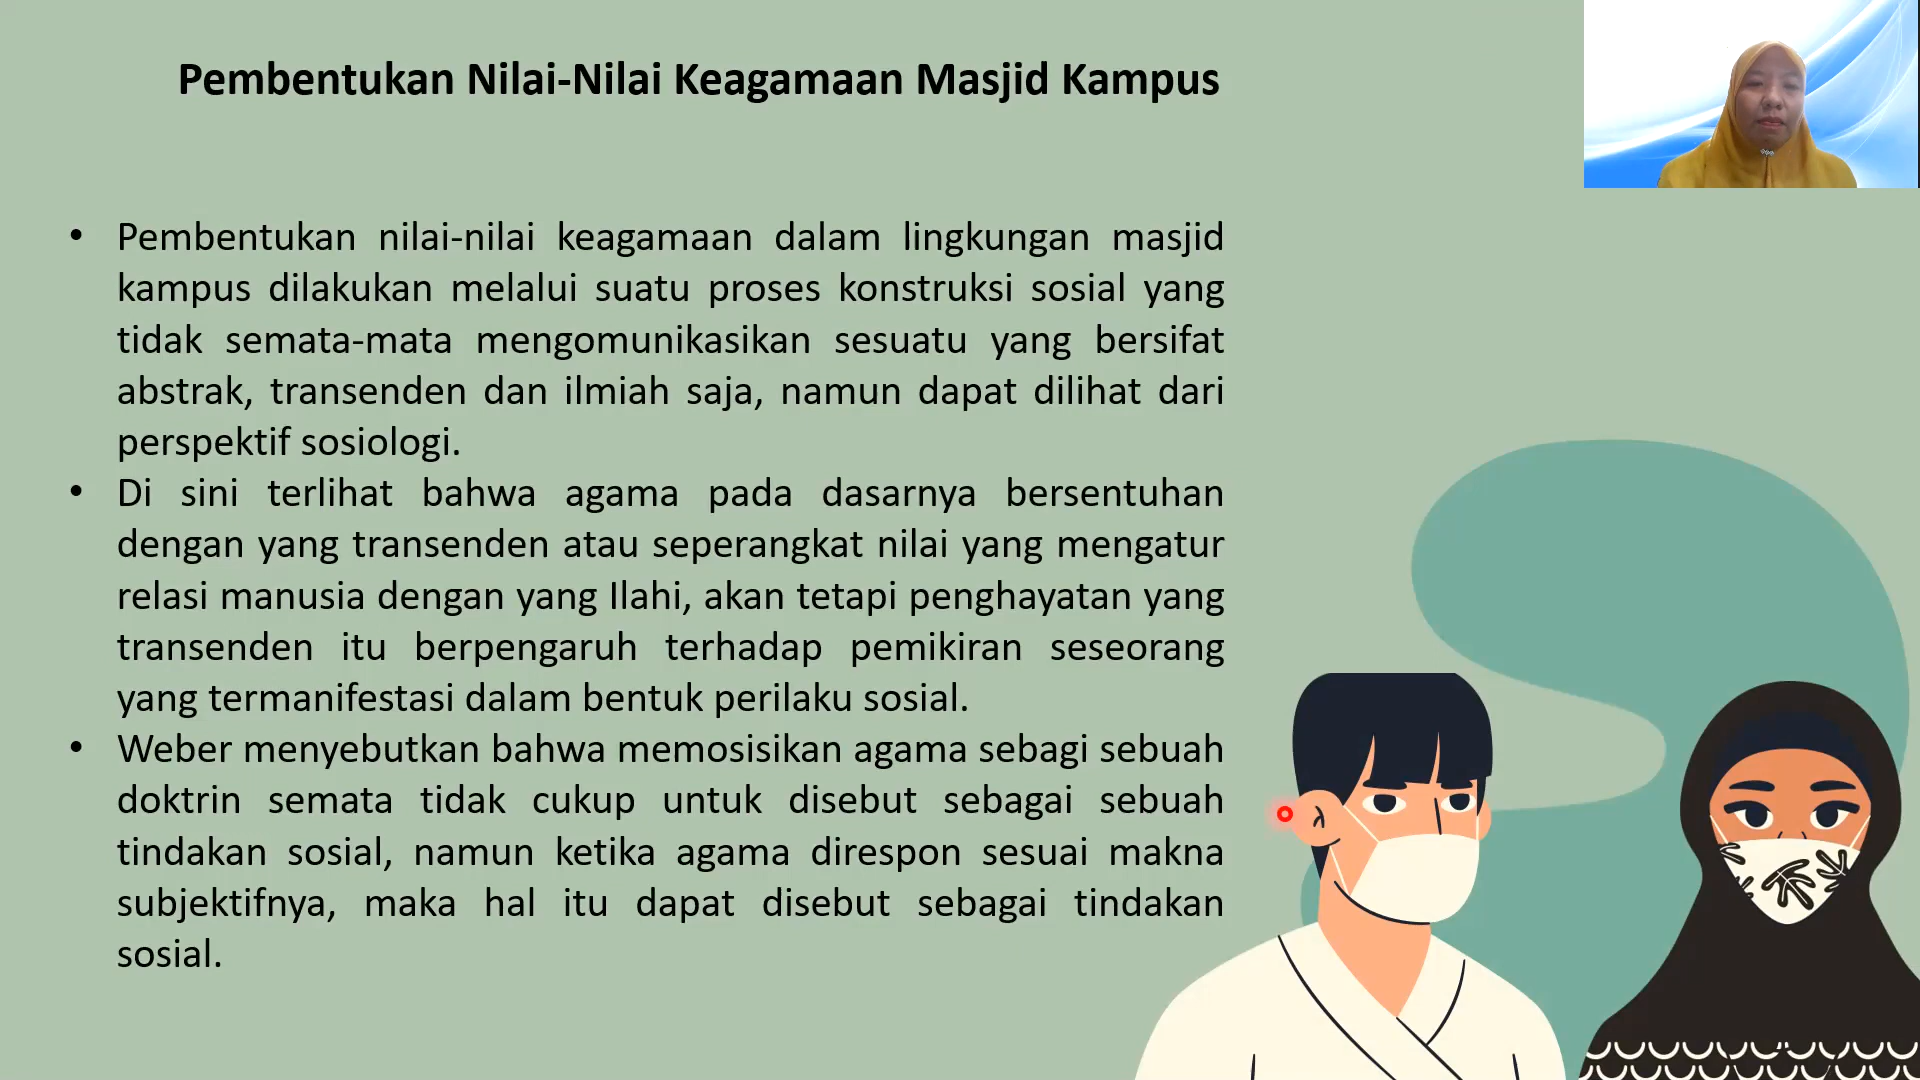 Pembentukan Nilai-Nilai Keagamaan Masjid Kampus
• Pembentukan nilai-nilai keagamaan dalam lingkungan masjid
kampus dilakukan melalui suatu proses konstruksi sosial yang
tidak semata-mata mengomunikasikan sesuatu yang bersifat
abstrak, transenden dan ilmiah saja, namun dapat dilihat dari
perspektif sosiologi.
• Di sini terlihat bahwa agama pada dasarnya bersentuhan
dengan yang transenden atau seperangkat nilai yang mengatur
relasi manusia dengan yang Ilahi, akan tetapi penghayatan yang
transenden itu berpengaruh terhadap pemikiran seseorang
yang termanifestasi dalam bentuk perilaku sosial.
• Weber menyebutkan bahwa memosisikan agama sebagi sebuah
doktrin semata tidak cukup untuk disebut sebagai sebuah
tindakan sosial, namun ketika agama direspon sesuai makna
subjektifnya, maka hal itu dapat disebut sebagai tindakan
sosial.